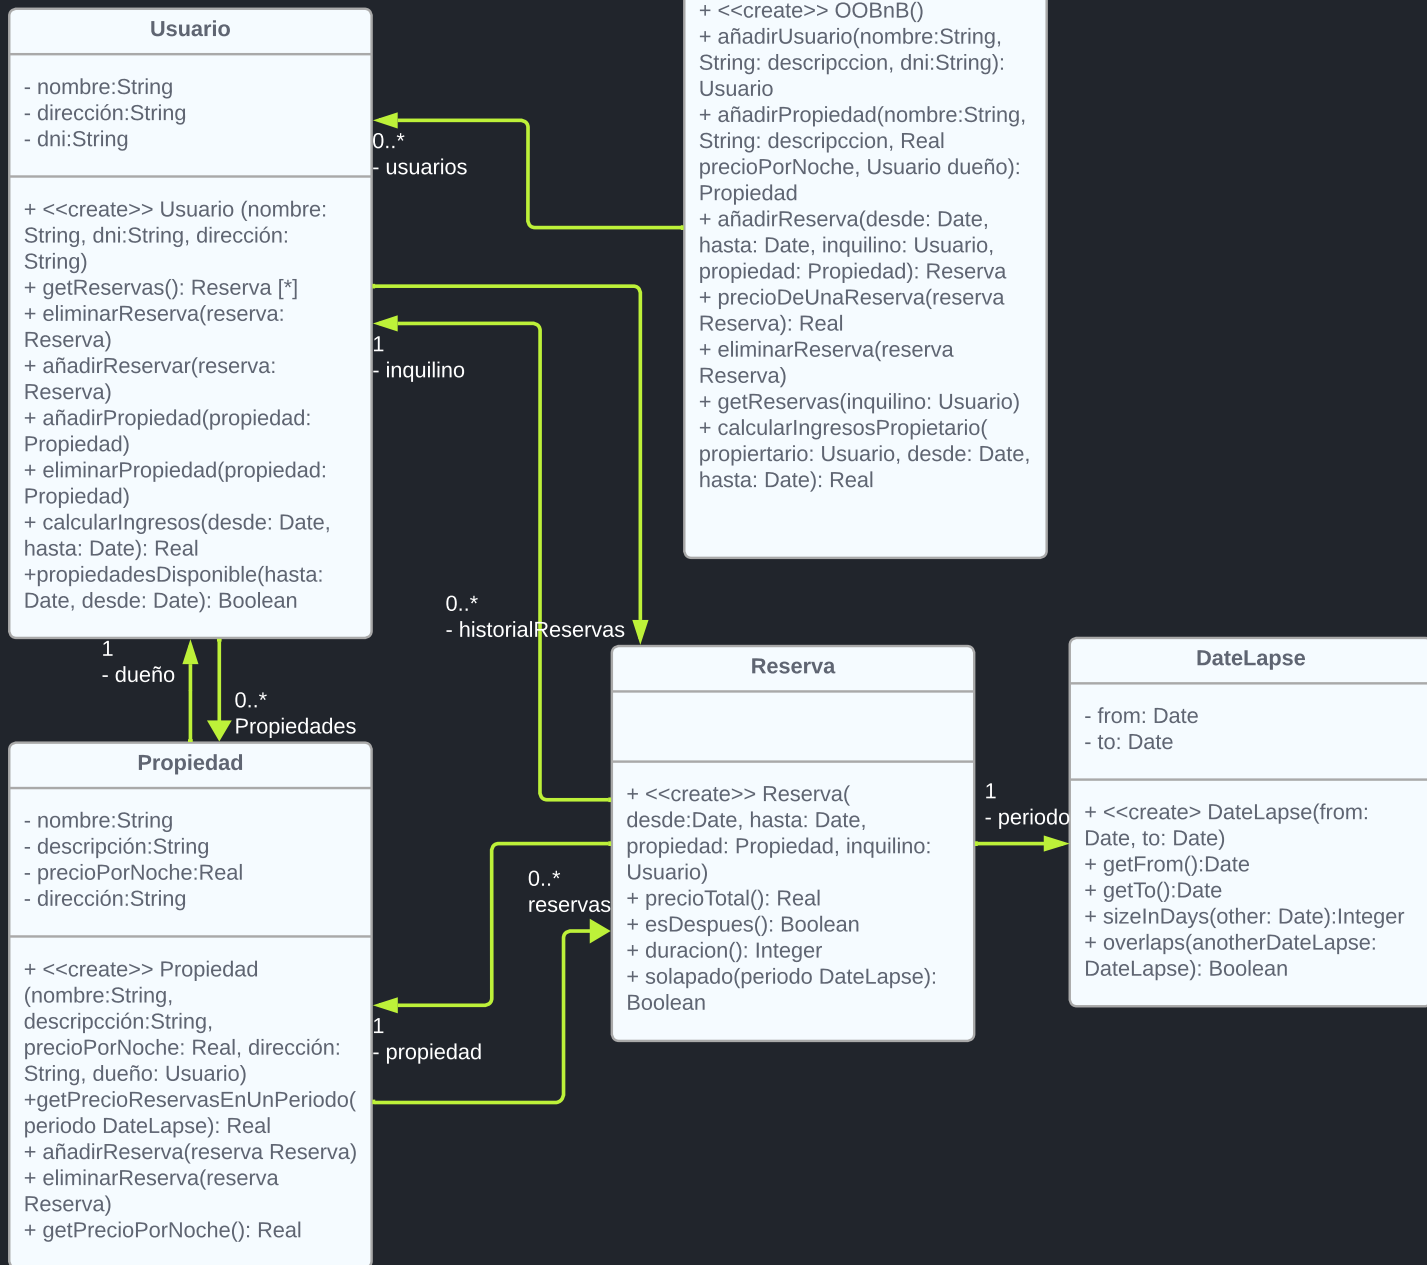 Usuario
- nombre:String
- dirección:String
- dni:String
+ <<create>> Usuario (nombre:
String, dni:String, dirección:
String)
+ getReservas(): Reserva [*]
+ eliminarReserva(reserva:
Reserva)
+ añadirReservar(reserva:
Reserva)
+ añadirPropiedad(propiedad:
Propiedad)
+ eliminarPropiedad(propiedad:
Propiedad)
+ calcularIngresos(desde: Date,
hasta: Date): Real
+propiedadesDisponible(hasta:
Date, desde: Date): Boolean
+ <<create>> OOBnB()
+ añadirUsuario(nombre:String,
String: descripccion, dni:String):
Usuario
+ añadirPropiedad(nombre:String,
String: descripccion, Real
precioPorNoche, Usuario dueño):
Propiedad
+ añadirReserva(desde: Date,
hasta: Date, inquilino: Usuario,
propiedad: Propiedad): Reserva
+ precioDeUnaReserva(reserva
Reserva): Real
+ eliminarReserva(reserva
Reserva)
+ getReservas(inquilino: Usuario)
+ calcularIngresosPropietario(
propiertario: Usuario, desde: Date,
hasta: Date): Real
0..*
- usuarios
1
- inquilino
0..*
- historialReservas
1
- dueño
0..*
Propiedades
Propiedad
- nombre:String
- descripción:String
- precioPorNoche:Real
- dirección:String
+ <<create>> Propiedad
(nombre:String,
descripcción:String,
precioPorNoche: Real, dirección:
String, dueño: Usuario)
+getPrecioReservasEnUnPeriodo(
periodo DateLapse): Real
+ añadirReserva(reserva Reserva)
+ eliminarReserva(reserva
Reserva)
+ getPrecioPorNoche(): Real
1
- propiedad
0..*
reservas
Reserva
+ <<create>> Reserva(
desde:Date, hasta: Date,
propiedad: Propiedad, inquilino:
Usuario)
+ precioTotal(): Real
+ esDespues(): Boolean
+ duracion(): Integer
+ solapado(periodo DateLapse):
Boolean
1
- periodo
DateLapse
- from: Date
- to: Date
+ <<create> DateLapse(from:
Date, to: Date)
+ getFrom():Date
+ getTo():Date
+ sizeInDays(other: Date):Integer
+ overlaps(anotherDateLapse:
DateLapse): Boolean